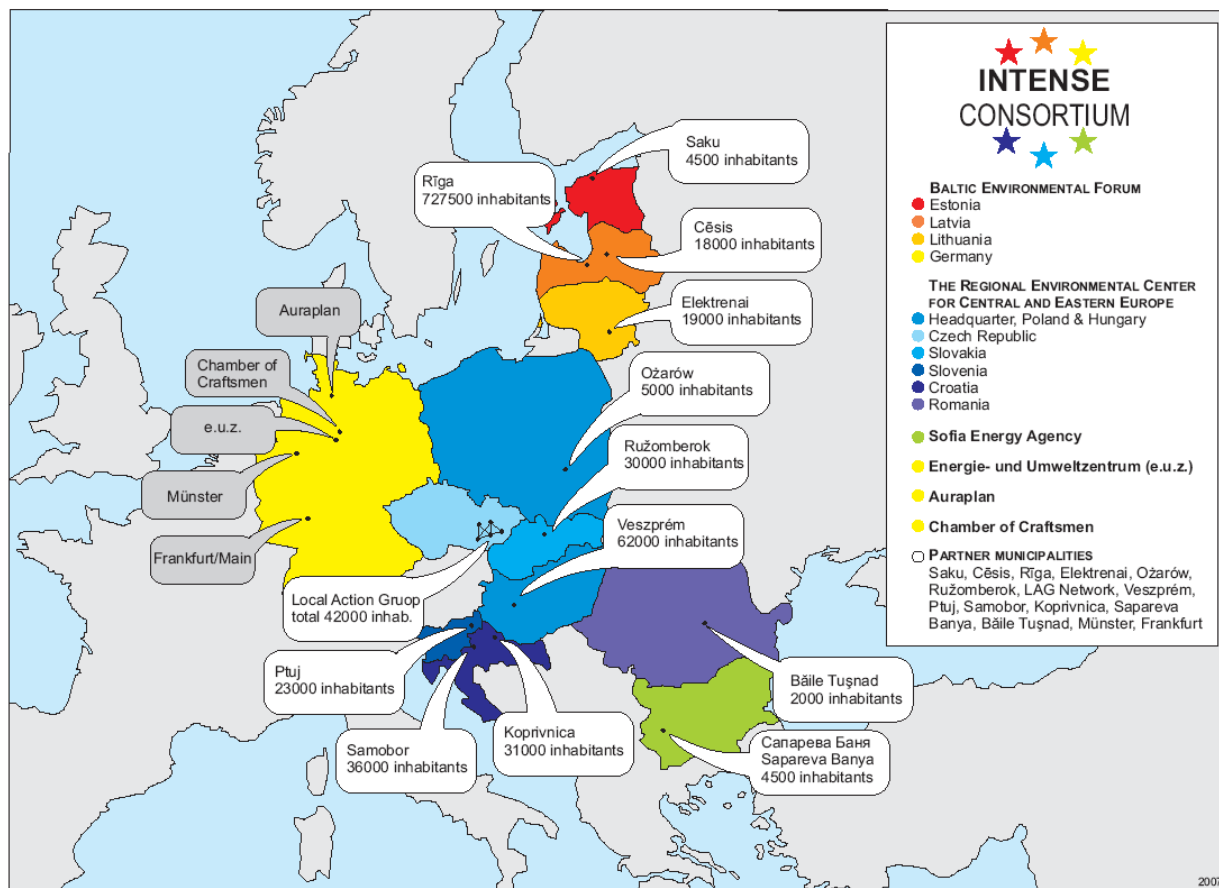 INTENSE
CONSORTIUM
BALTIC ENVIRONMENTAL FORUM
Estonia
Latvia
Lithuania
Germany
THE REGIONAL ENVIRONMENTAL CENTER
FOR CENTRAL AND EASTERN EUROPE
Headquarter, Poland & Hungary
Czech Republic
Slovakia
Slovenia
Croatia
Romania
Sofia Energy Agency
Energie- und Umweltzentrum (e.u.z.)
Auraplan
Chamber of Craftsmen
PARTNER MUNICIPALITIES
Saku, Cēsis, Rīga, Elektrenai, Ożarów,
Ružomberok, LAG Network, Veszprém,
Ptuj, Samobor, Koprivnica, Sapareva
Banya, Băile Tuşnad, Münster, Frankfurt
Saku
4500 inhabitants
Rīga
727500 inhabitants
Cēsis
18000 inhabitants
Elektrenai
19000 inhabitants
Auraplan
Chamber of
Craftsmen
e.u.z.
Münster
Frankfurt/Main
Ożarów
5000 inhabitants
Ružomberok
30000 inhabitants
Veszprém
62000 inhabitants
Local Action Gruop
total 42000 inhab.
Ptuj
23000 inhabitants
Samobor
36000 inhabitants
Koprivnica
31000 inhabitants
Băile Tuşnad
2000 inhabitants
Сапарева Баня
Sapareva Banya
4500 inhabitants
2007